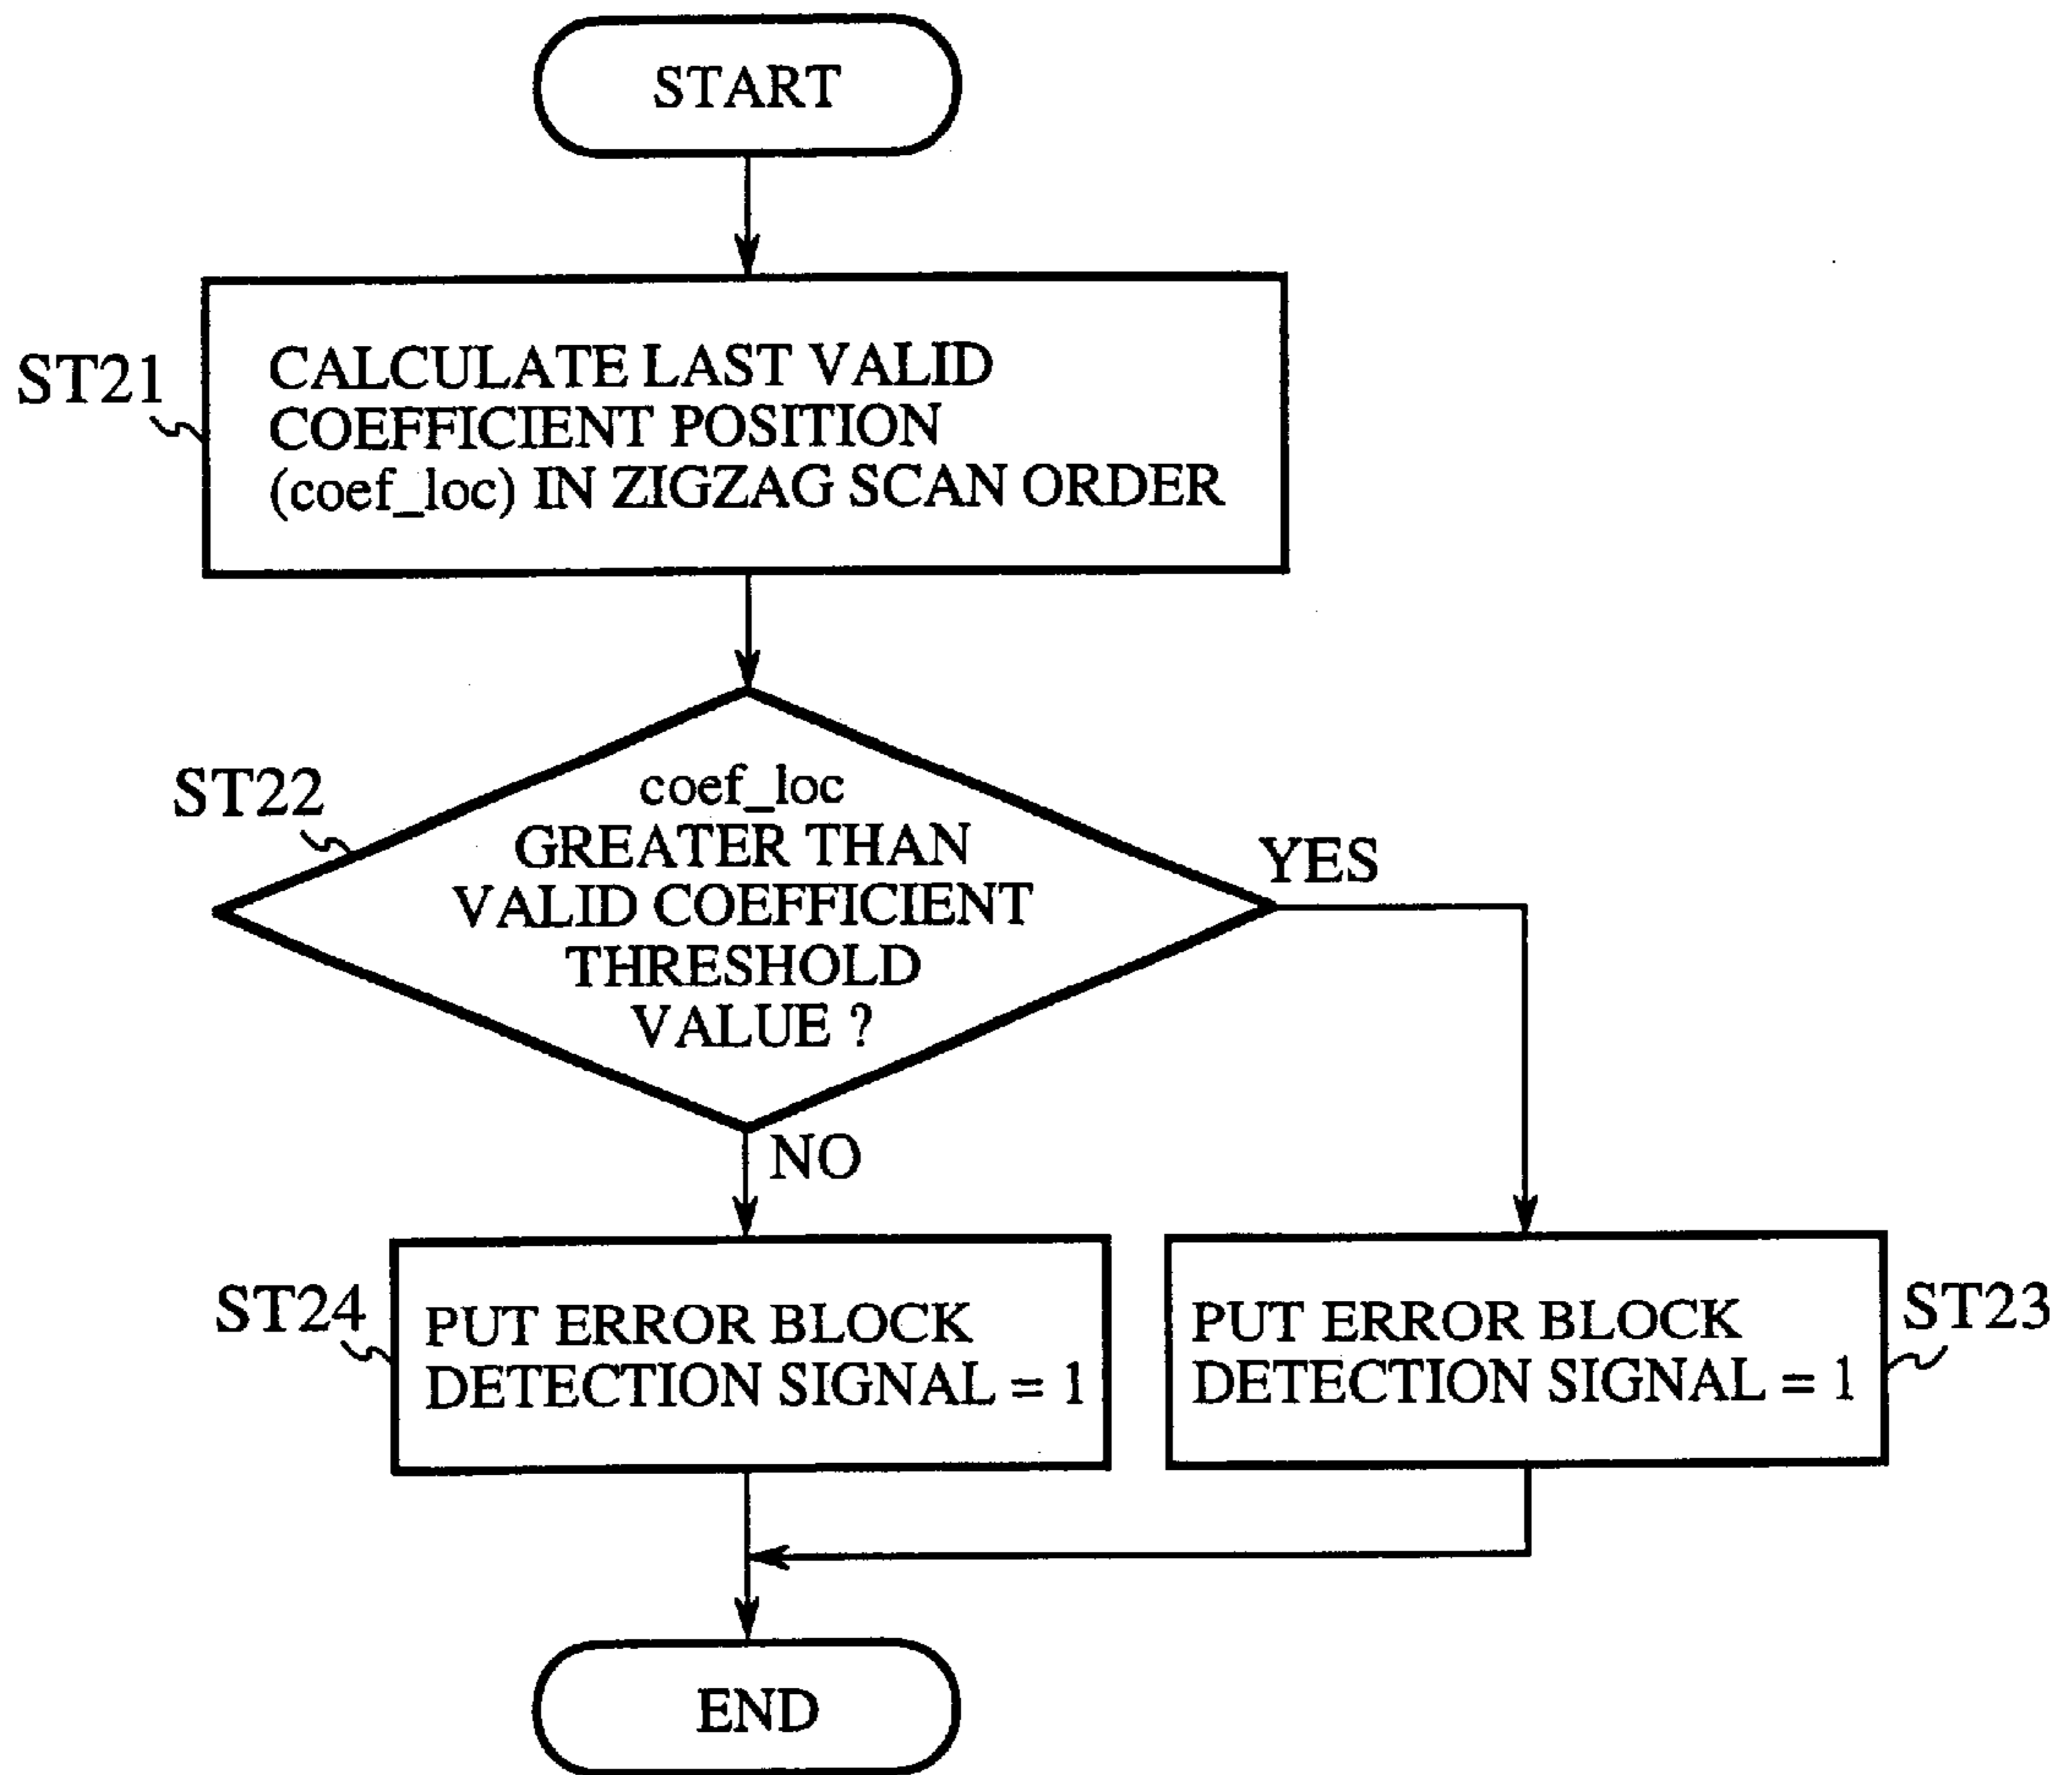 START
ST21
CALCULATE LAST VALID
COEFFICIENT POSITION
(coef_loc) IN ZIGZAG SCAN ORDER
ST22
coef_loc
GREATER THAN
VALID COEFFICIENT
THRESHOLD
VALUE ?
YES
NO
ST24
PUT ERROR BLOCK
DETECTION SIGNAL = 1
PUT ERROR BLOCK
DETECTION SIGNAL = 1
ST23
END